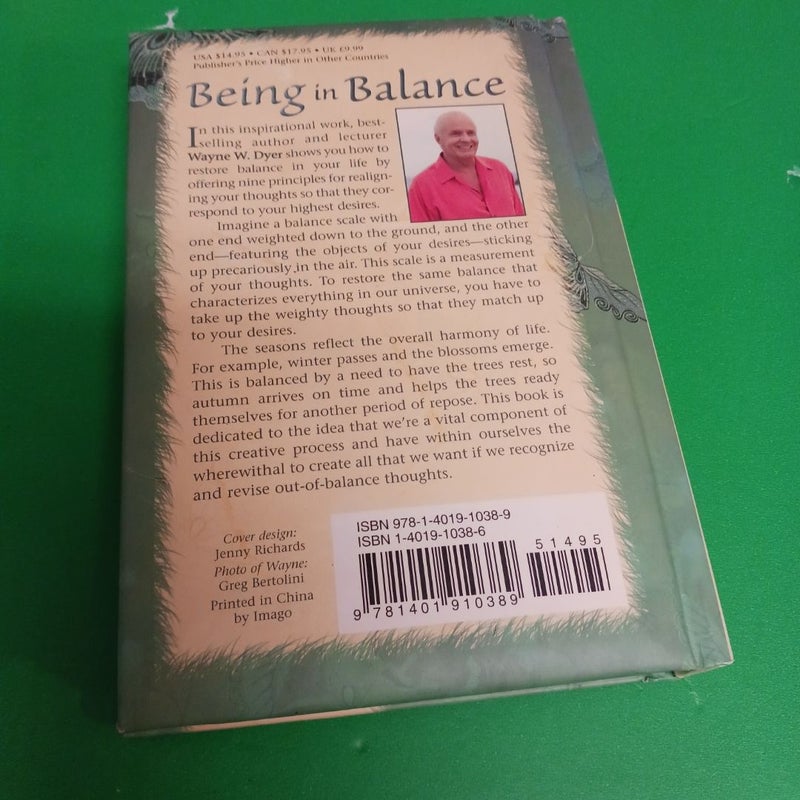 USA $14.95 • CAN $17.95 • UK £9.99
Publisher's Price Higher in Other Countries
Being in Balance
In this inspirational work, best-
selling author and lecturer
Wayne W. Dyer shows you how to
restore balance in your life by
offering nine principles for realign-
ing your thoughts so that they cor-
respond to your highest desires.
Imagine a balance scale with
one end weighted down to the ground, and the other
end—featuring the objects of your desires—sticking
up precariously in the air. This scale is a measurement
of your thoughts. To restore the same balance that
characterizes everything in our universe, you have to
take up the weighty thoughts so that they match up
to your desires.
The seasons reflect the overall harmony of life.
For example, winter passes and the blossoms emerge.
This is balanced by a need to have the trees rest, so
autumn arrives on time and helps the trees ready
themselves for another period of repose. This book is
dedicated to the idea that we're a vital component of
this creative process and have within ourselves the
wherewithal to create all that we want if we recognize
and revise out-of-balance thoughts.
Cover design:
Jenny Richards
Photo of Wayne:
Greg Bertolini
Printed in China
by Imago
ISBN 978-1-4019-1038-9
ISBN 1-4019-1038-6
51495
9 781401 910389